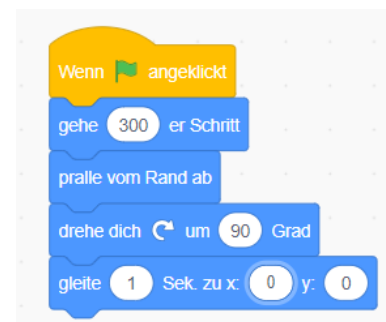 Wenn angeklickt
gehe 300 er Schritt
pralle vom Rand ab
drehe dich um 90 Grad
gleite 1 Sek. zu x: 0 y: 0